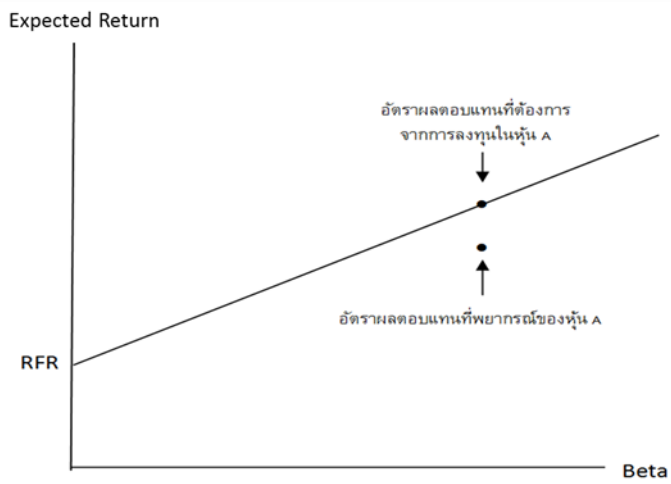 Expected Return
อัตราผลตอบแทนที่ต้องการ
จากการลงทุนในหุ้น A
อัตราผลตอบแทนที่พยากรณ์ของหุ้น A
RFR
Beta